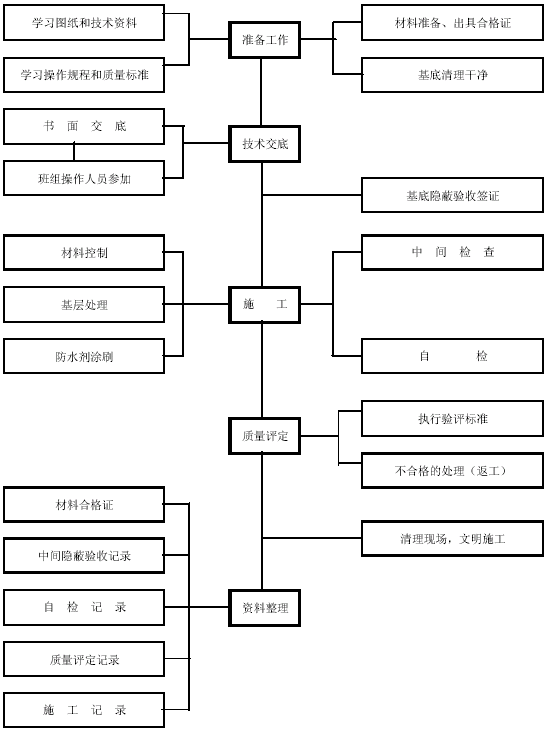 学习图纸和技术资料
准备工作
材料准备、出具合格证
学习操作规程和质量标准
基底清理干净
书 面 交 底
技术交底
班组操作人员参加
基底隐蔽验收签证
材料控制
中 间 检 查
基层处理
施 工
防水剂涂刷
自 检
执行验评标准
质量评定
不合格的处理（返工）
材料合格证
清理现场，文明施工
中间隐蔽验收记录
自 检 记 录
资料整理
质量评定记录
施 工 记 录